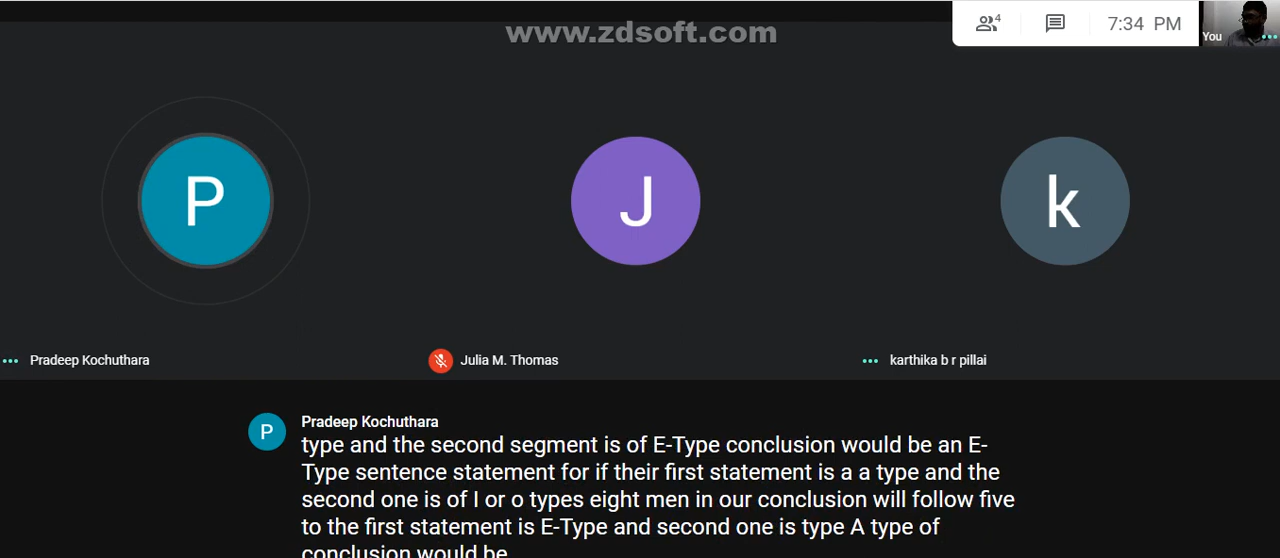 www.zdsoft.com
4
7:34 PM
You
P
J
k
Pradeep Kochuthara
Julia M. Thomas
karthika b r pillai
P
Pradeep Kochuthara
type and the second segment is of E-Type conclusion would be an E-
Type sentence statement for if their first statement is a a type and the
second one is of I or o types eight men in our conclusion will follow five
to the first statement is E-Type and second one is type A type of
conclusion would be